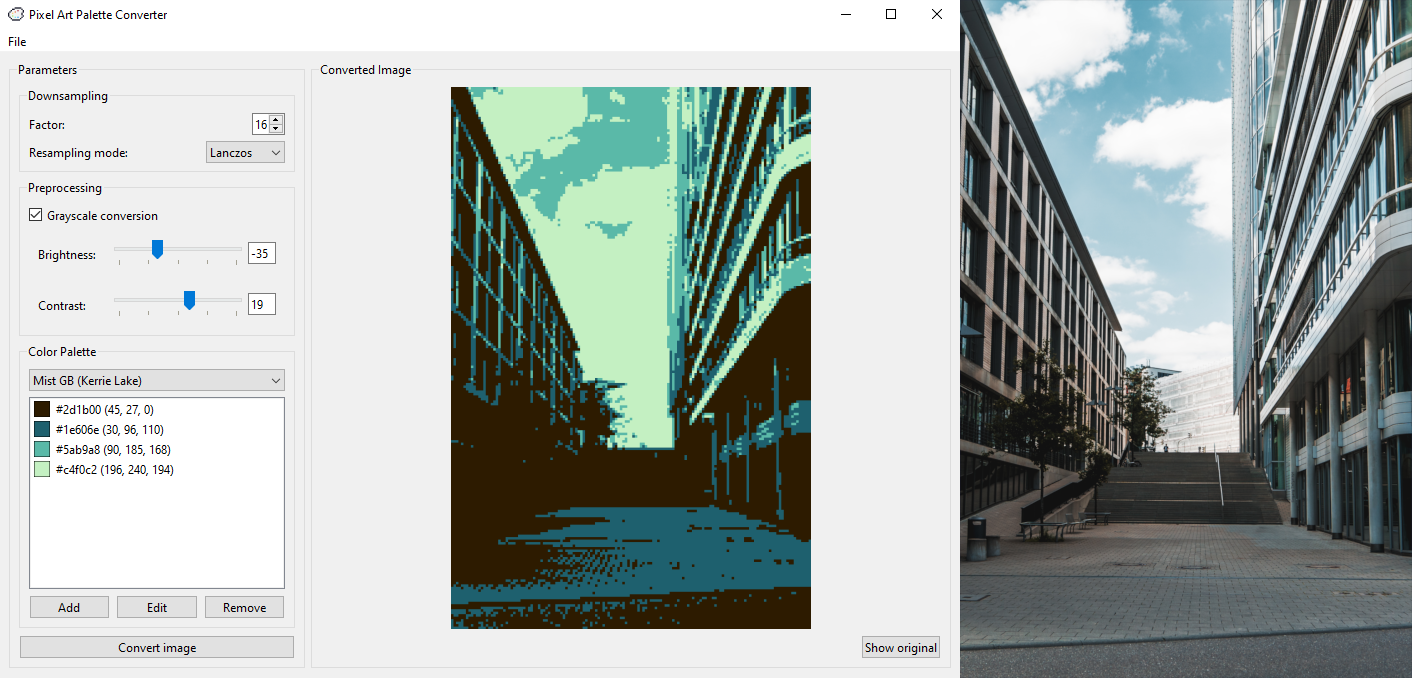 Pixel Art Palette Converter
File
Parameters
Downsampling
Factor: 16
Resampling mode: Lanczos
Preprocessing
Grayscale conversion
Brightness: -35
Contrast: 19
Color Palette
Mist GB (Kerrie Lake)
#2d1b00 (45, 27, 0)
#1e606e (30, 96, 110)
#5ab9a8 (90, 185, 168)
#c4f0c2 (196, 240, 194)
Add Edit Remove
Convert image
Converted Image
Show original